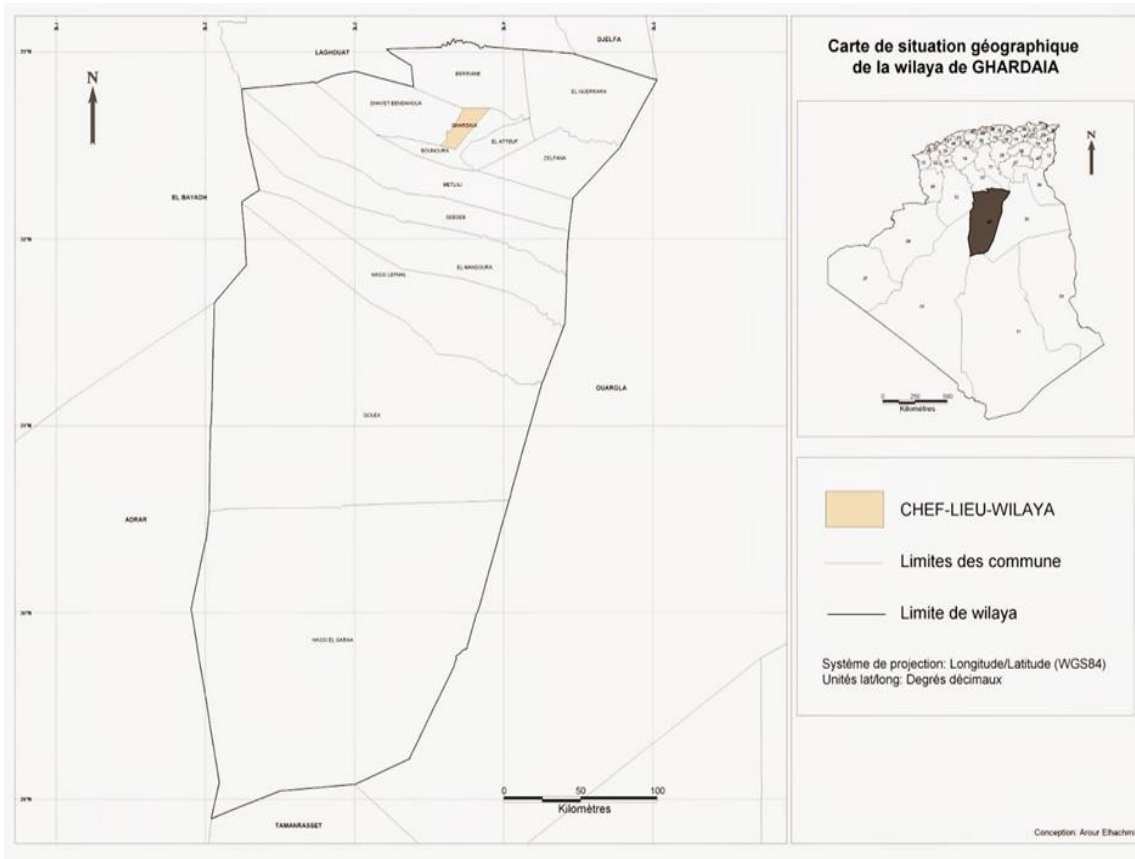 Carte de situation géographique
de la wilaya de GHARDAIA
N
N
LAGHOUAT
DJELFA
BERRIANE
EL GUERRARA
DHAYET BENDAHOUA
GHARDAIA
EL ATTEUF
BOUNOURA
ZELFANA
METLILI
EL BAYADH
SEBSEB
EL MANSOURA
HASSI LEFHAL
OUARGLA
GOLEA
ADRAR
HASSI EL GARAA
TAMANRASSET
0 50 100
Kilomètres
0 250 500
Kilomètres
CHEF-LIEU-WILAYA
Limites des commune
Limite de wilaya
Système de projection: Longitude/Latitude (WGS84)
Unités lat/long: Degrés décimaux
Conception: Arour Elhachmi